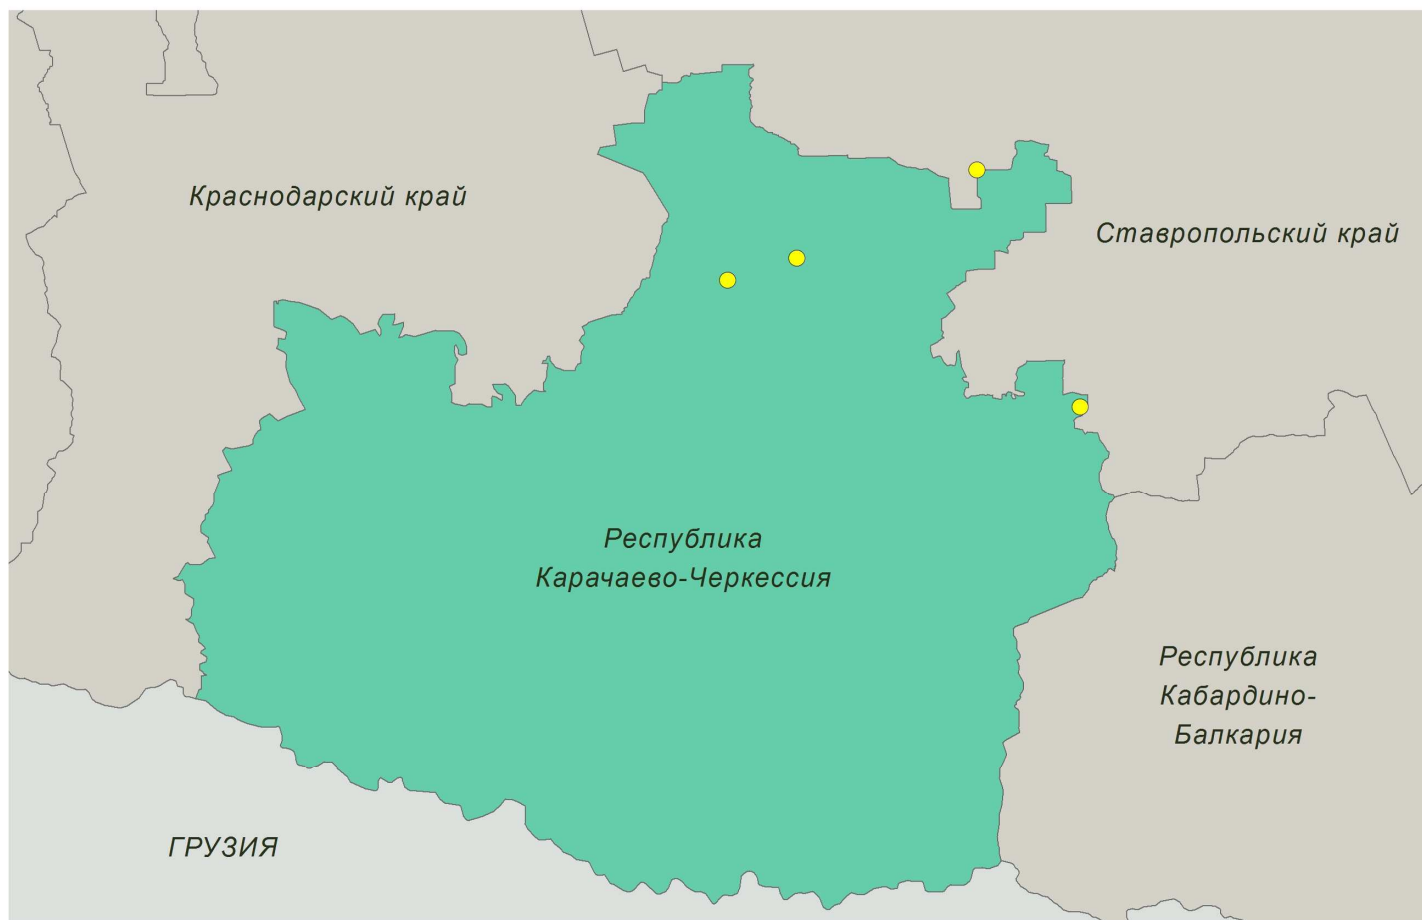 Краснодарский край
Ставропольский край
Республика
Карачаево-Черкессия
Республика
Кабардино-
Балкария
ГРУЗИЯ